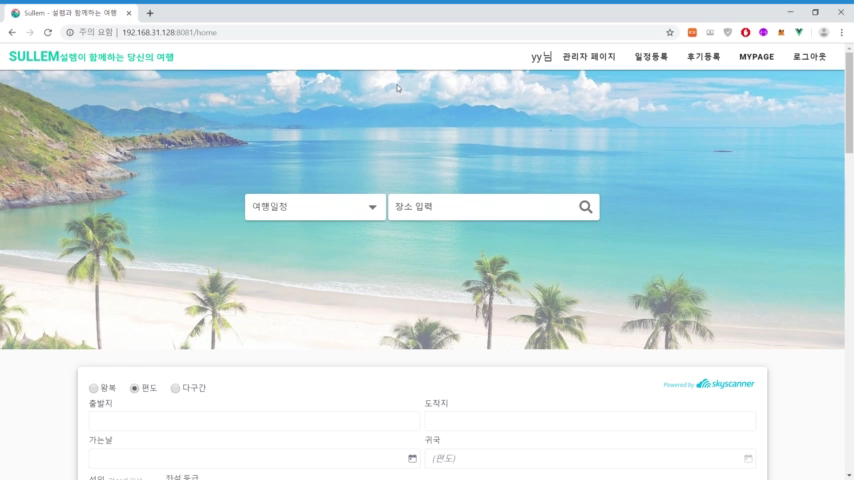 Sullem - 설렘과 함께하는 여행
주의 요함 | 192.168.31.128:8081/home
SULLEM설렘이 함께하는 당신의 여행
yy님 관리자 페이지 일정등록 후기등록 MYPAGE 로그아웃
여행일정 장소 입력
왕복 편도 다구간
Powered by skyscanner
출발지 도착지
가는날 귀국
(편도)
성인 좌석 등급